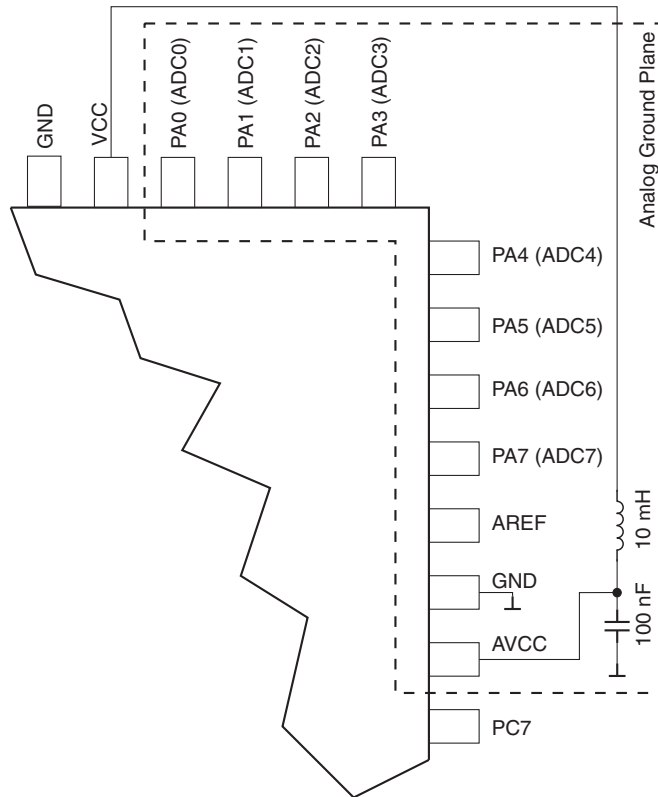 GND
VCC
PA0 (ADC0)
PA1 (ADC1)
PA2 (ADC2)
PA3 (ADC3)
Analog Ground Plane
PA4 (ADC4)
PA5 (ADC5)
PA6 (ADC6)
PA7 (ADC7)
AREF
10 mH
GND
100 nF
AVCC
PC7